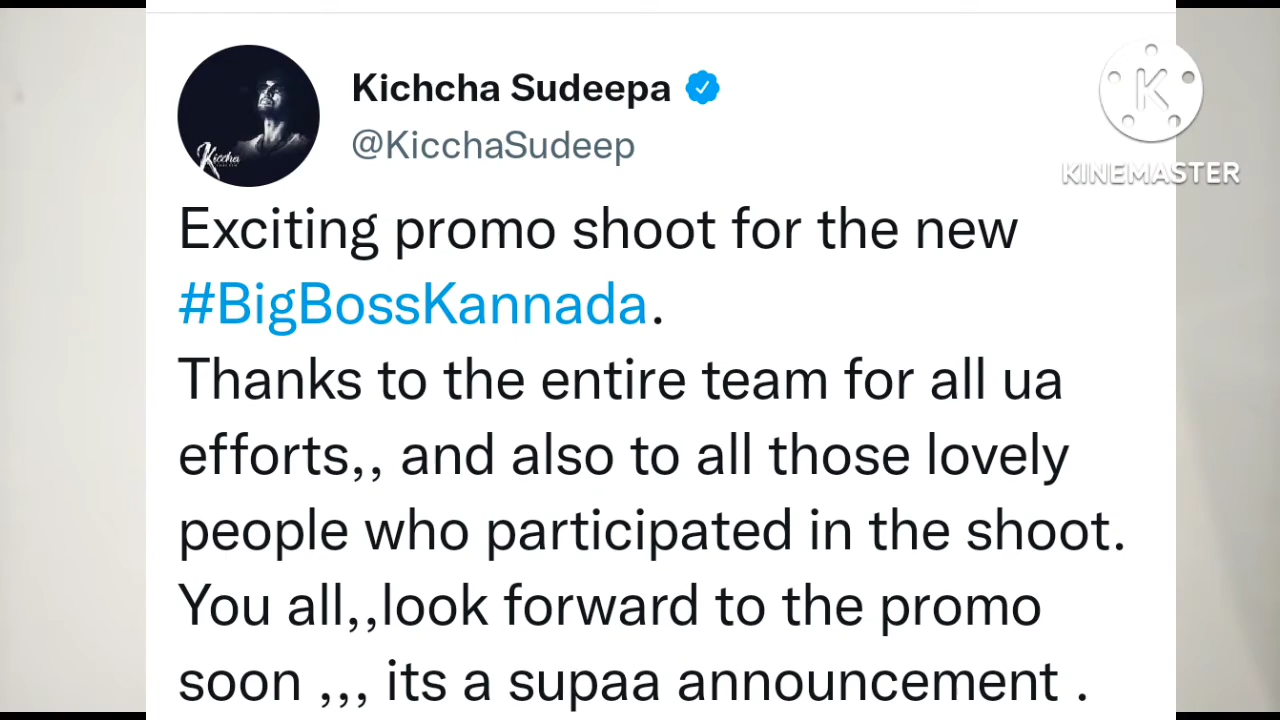 Kichcha Sudeepa
@KicchaSudeep
Exciting promo shoot for the new
#BigBossKannada.
Thanks to the entire team for all ua
efforts,, and also to all those lovely
people who participated in the shoot.
You all,,look forward to the promo
soon ,,, its a supaa announcement .
K
KINEMASTER
Kiccha